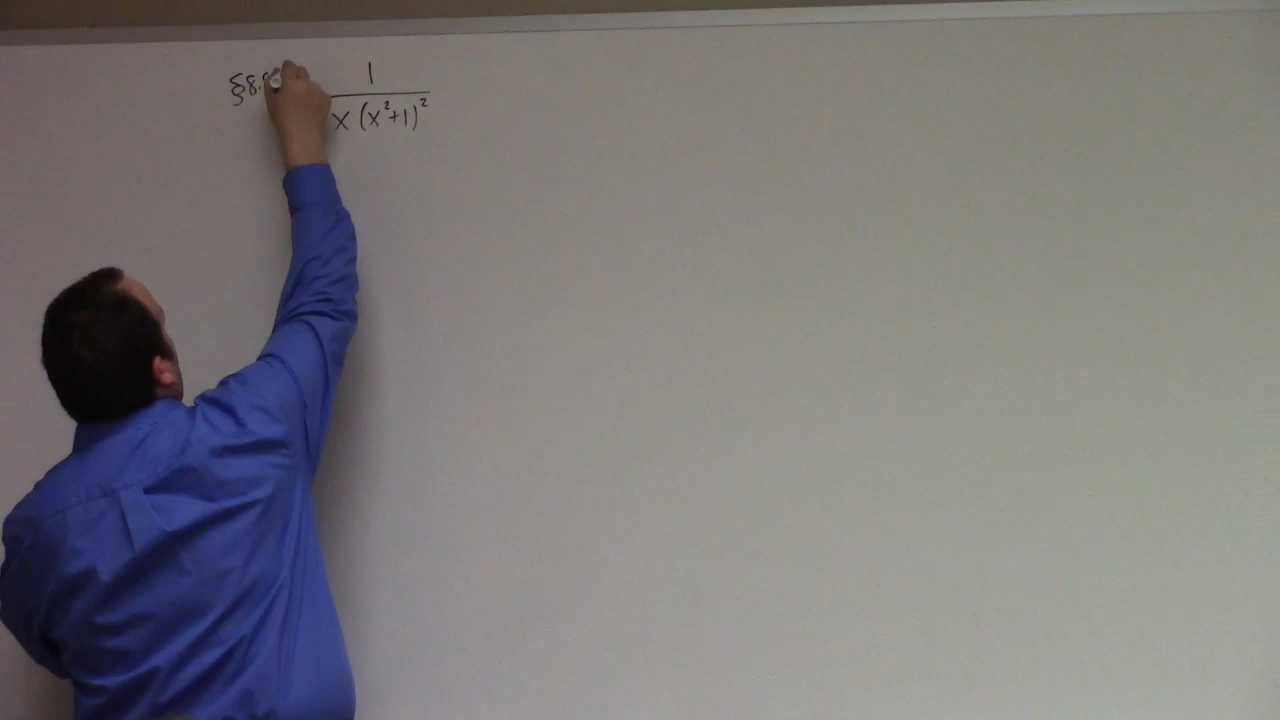 §8.
1
x (x²+1)²